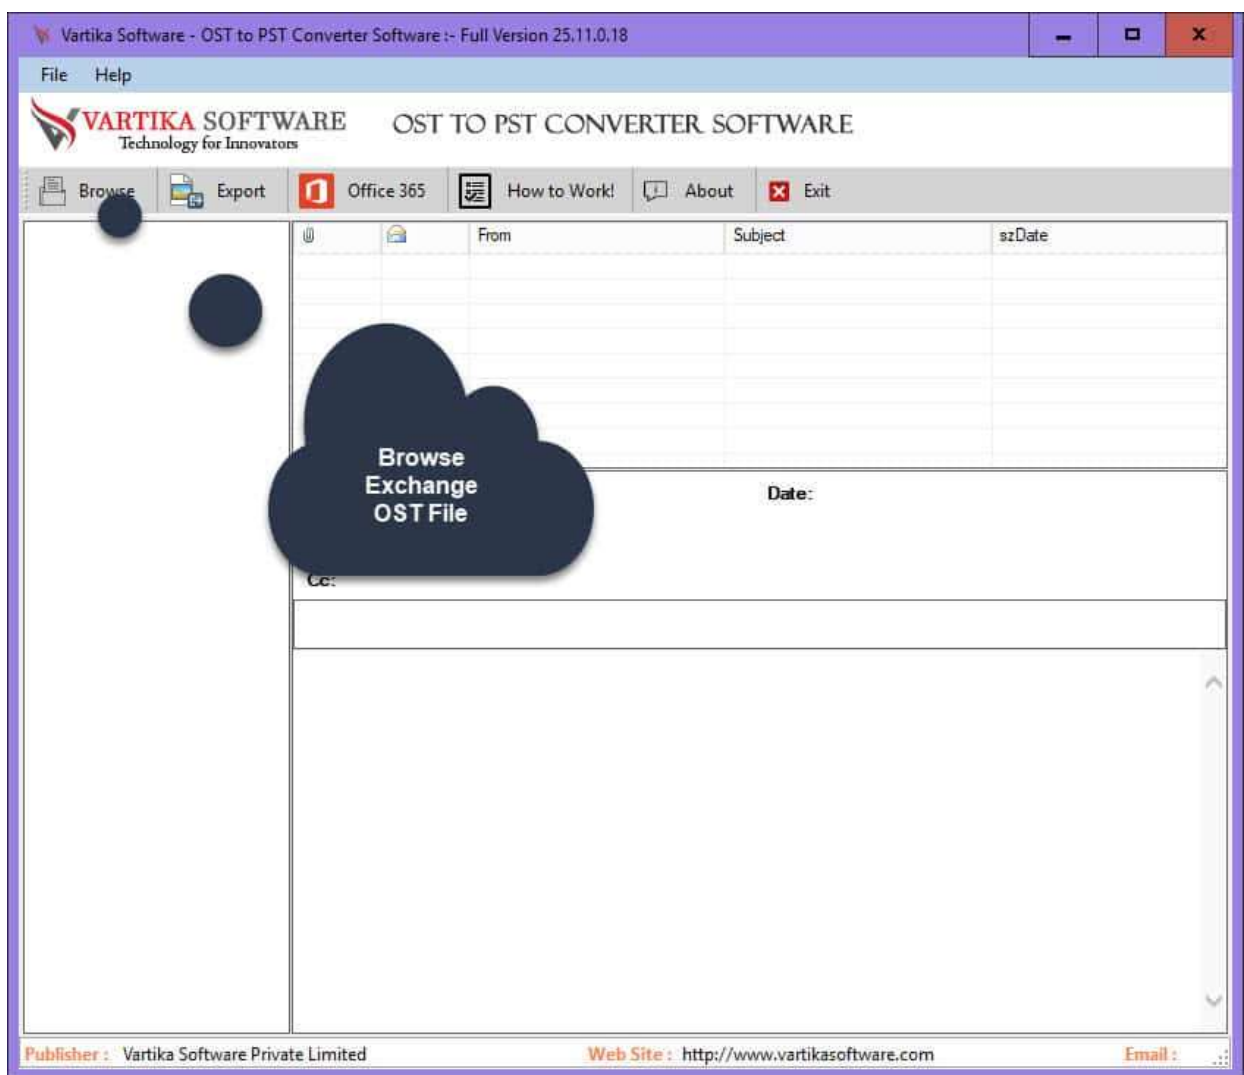 Vartika Software - OST to PST Converter Software :- Full Version 25.11.0.18
File Help
VARTIKA SOFTWARE
Technology for Innovators
OST TO PST CONVERTER SOFTWARE
Browse Export Office 365 How to Work! About Exit
From Subject szDate
Browse
Exchange
OST File
Date:
Cc:
Publisher : Vartika Software Private Limited Web Site : http://www.vartikasoftware.com Email :